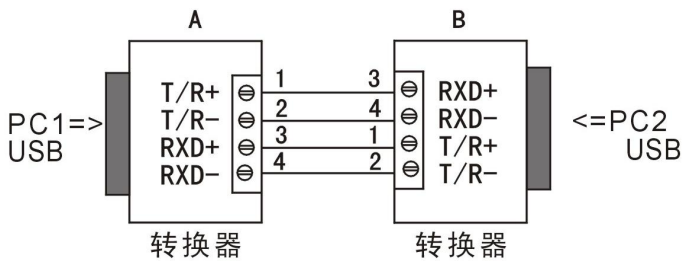 A
B
T/R+
T/R-
RXD+
RXD-
1
2
3
4
3
4
1
2
RXD+
RXD-
T/R+
T/R-
PC1=>
USB
<=PC2
USB
转换器
转换器